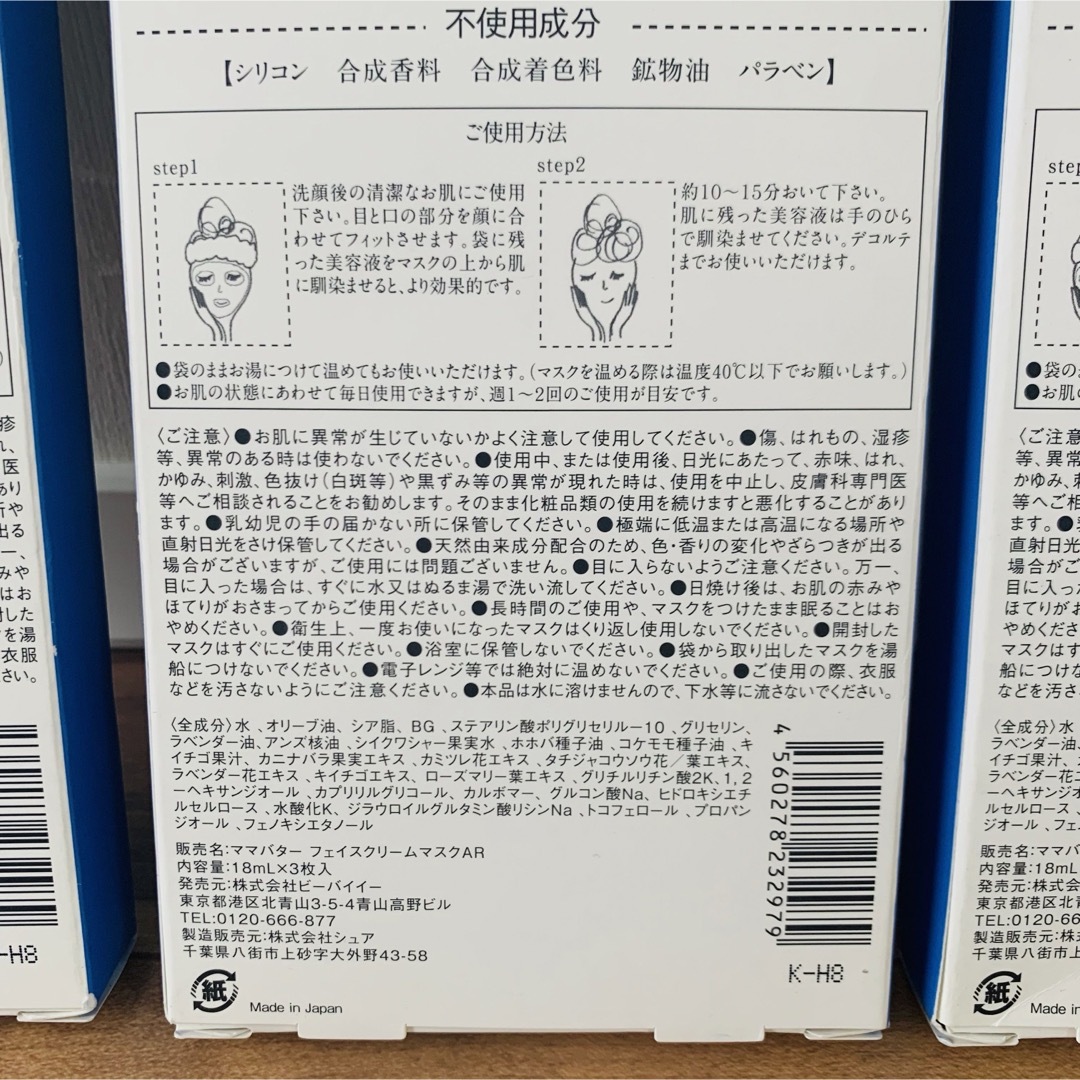 不使用成分
【シリコン 合成香料 合成着色料 鉱物油 パラベン】
ご使用方法
step1
洗顔後の清潔なお肌にご使用
下さい。目と口の部分を顔に合
わせてフィットさせます。袋に残
った美容液をマスクの上から肌
に馴染ませると、より効果的です。
step2
約10〜15分おいて下さい。
肌に残った美容液は手のひら
で馴染ませてください。デコルテ
までお使いいただけます。
●袋のままお湯につけて温めてもお使いいただけます。(マスクを温める際は温度40℃以下でお願いします。)
●お肌の状態にあわせて毎日使用できますが、週1〜2回のご使用が目安です。
〈ご注意〉●お肌に異常が生じていないかよく注意して使用してください。●傷、はれもの、湿疹
等、異常のある時は使わないでください。●使用中、または使用後、日光にあたって、赤味、はれ、
かゆみ、刺激、色抜け(白斑等)や黒ずみ等の異常が現れた時は、使用を中止し、皮膚科専門医
等へご相談されることをお勧めします。そのまま化粧品類の使用を続けますと悪化することがあり
ます。●乳幼児の手の届かない所に保管してください。●極端に低温または高温になる場所や
直射日光をさけ保管してください。●天然由来成分配合のため、色・香りの変化やざらつきが出る
場合がございますが、ご使用には問題ございません。●目に入らないようご注意ください。万一、
目に入った場合は、すぐに水又はぬるま湯で洗い流してください。●日焼け後は、お肌の赤みや
ほてりがおさまってからご使用ください。●長時間のご使用や、マスクをつけたまま眠ることはお
やめください。●衛生上、一度お使いになったマスクはくり返し使用しないでください。●開封した
マスクはすぐにご使用ください。●浴室に保管しないでください。●袋から取り出したマスクを湯
船につけないでください。●電子レンジ等では絶対に温めないでください。●ご使用の際、衣服
などを汚さないようにご注意ください。●本品は水に溶けませんので、下水等に流さないでください。
〈全成分〉水 、オリーブ油、シア脂、BG 、ステアリン酸ポリグリセリルー10 、グリセリン、
ラベンダー油、アンズ核油 、シイクワシャー果実水 、ホホバ種子油 、コケモモ種子油 、キ
イチゴ果汁、カニナバラ果実エキス 、カミツレ花エキス 、タチジャコウソウ花／葉エキス、
ラベンダー花エキス 、キイチゴエキス、ローズマリー葉エキス 、グリチルリチン酸2K、1, 2
ーヘキサンジオール 、カプリリルグリコール、カルボマー、グルコン酸Na、ヒドロキシエチ
ルセルロース 、水酸化K、ジラウロイルグルタミン酸リシンNa 、トコフェロール 、プロパン
ジオール 、フェノキシエタノール
販売名:ママバター フェイスクリームマスクAR
内容量:18mL×3枚入
発売元:株式会社ビーバイイー
東京都港区北青山3-5-4青山高野ビル
TEL:0120-666-877
製造販売元:株式会社シュア
千葉県八街市上砂字大外野43-58
紙
Made in Japan
4 560278 232979
K-H8